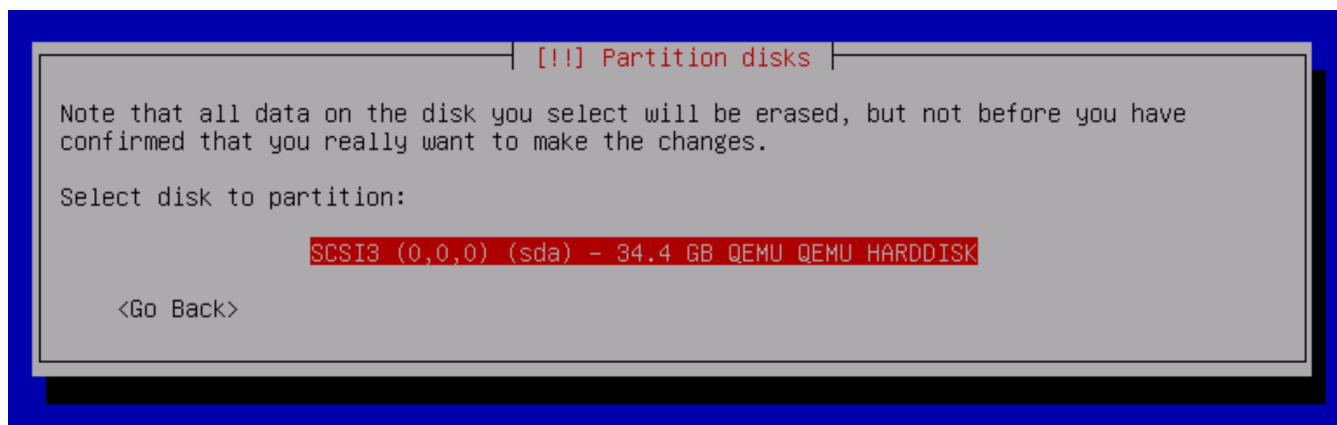 [!!] Partition disks
Note that all data on the disk you select will be erased, but not before you have
confirmed that you really want to make the changes.
Select disk to partition:
SCSI3 (0,0,0) (sda) - 34.4 GB QEMU QEMU HARDDISK
<Go Back>